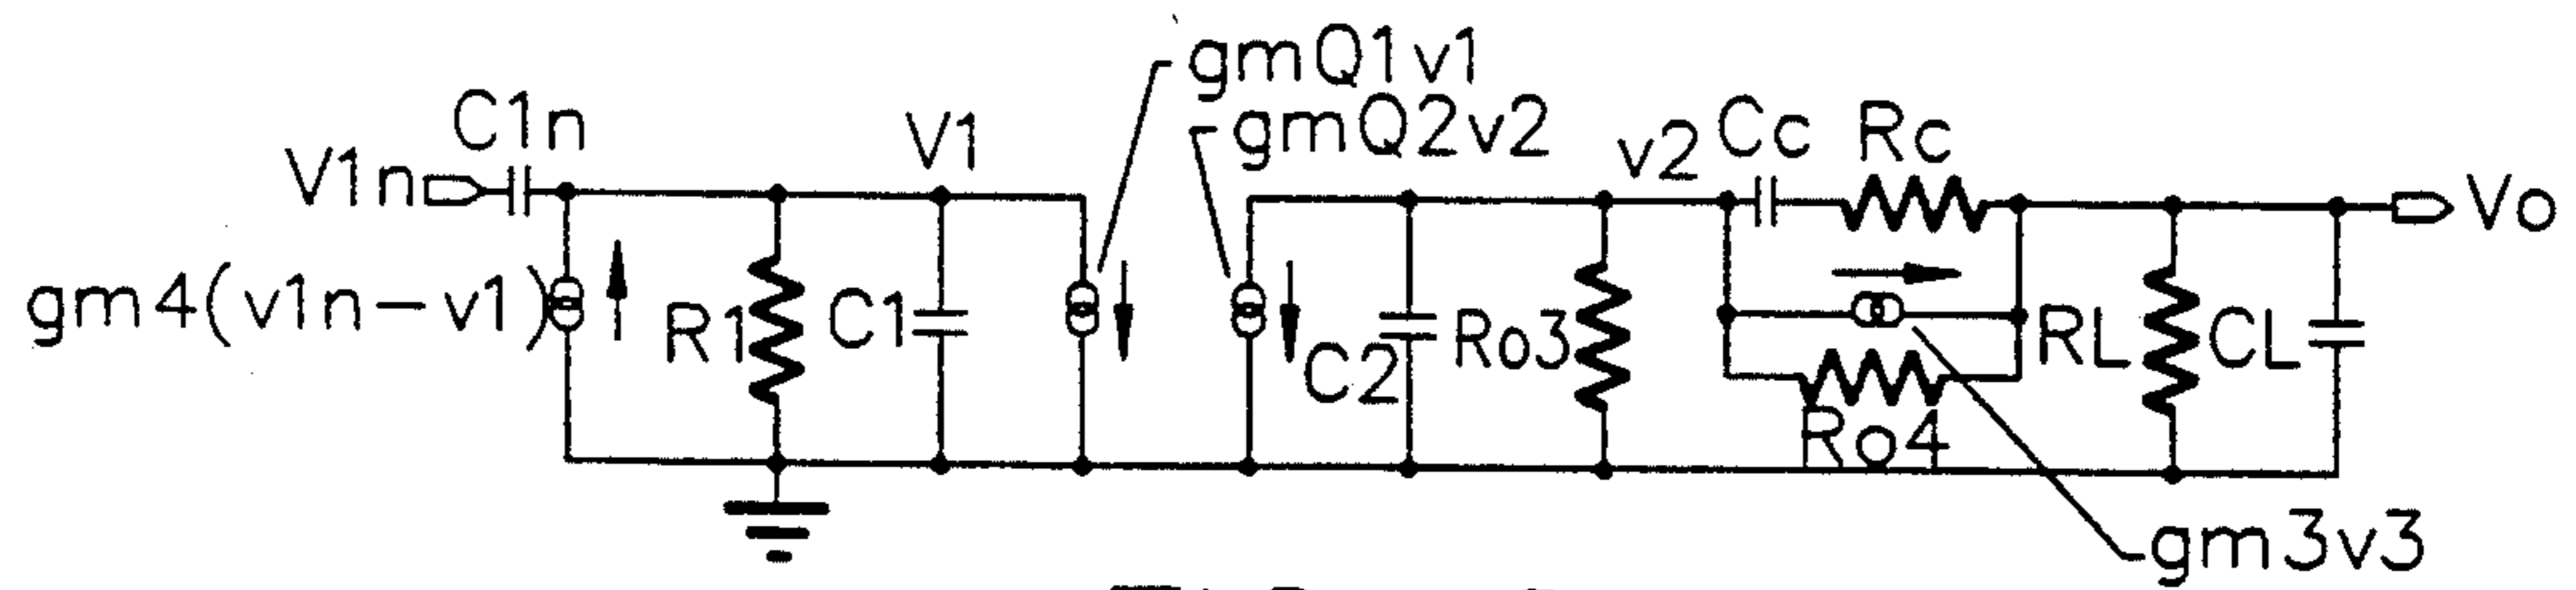 gmQ1v1
gmQ2v2
C1n
V1
v2
Cc
Rc
V1n
Vo
gm4(v1n-v1)
R1
C1
C2
Ro3
RL
CL
Ro4
gm3v3